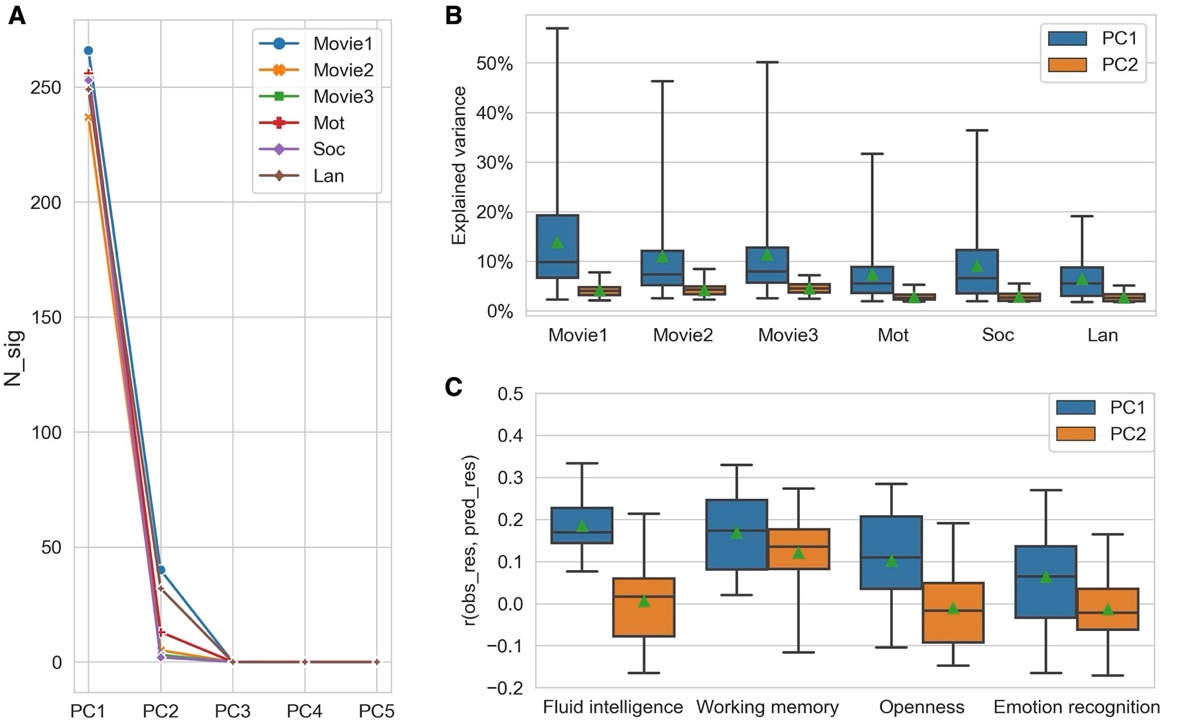 A
N_sig
250
200
150
100
50
0
PC1 PC2 PC3 PC4 PC5
Movie1
Movie2
Movie3
Mot
Soc
Lan
B
Explained variance
50%
40%
30%
20%
10%
0%
Movie1 Movie2 Movie3 Mot Soc Lan
PC1
PC2
C
r(obs_res, pred_res)
0.5
0.4
0.3
0.2
0.1
0.0
−0.1
−0.2
Fluid intelligence Working memory Openness Emotion recognition
PC1
PC2